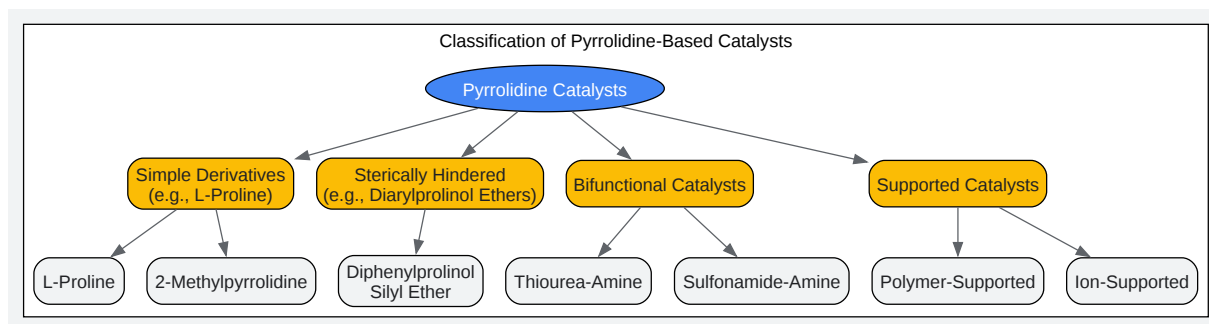 Classification of Pyrrolidine-Based Catalysts
Pyrrolidine Catalysts
Simple Derivatives
(e.g., L-Proline)
Sterically Hindered
(e.g., Diarylprolinol Ethers)
Bifunctional Catalysts
Supported Catalysts
L-Proline
2-Methylpyrrolidine
Diphenylprolinol
Silyl Ether
Thiourea-Amine
Sulfonamide-Amine
Polymer-Supported
Ion-Supported